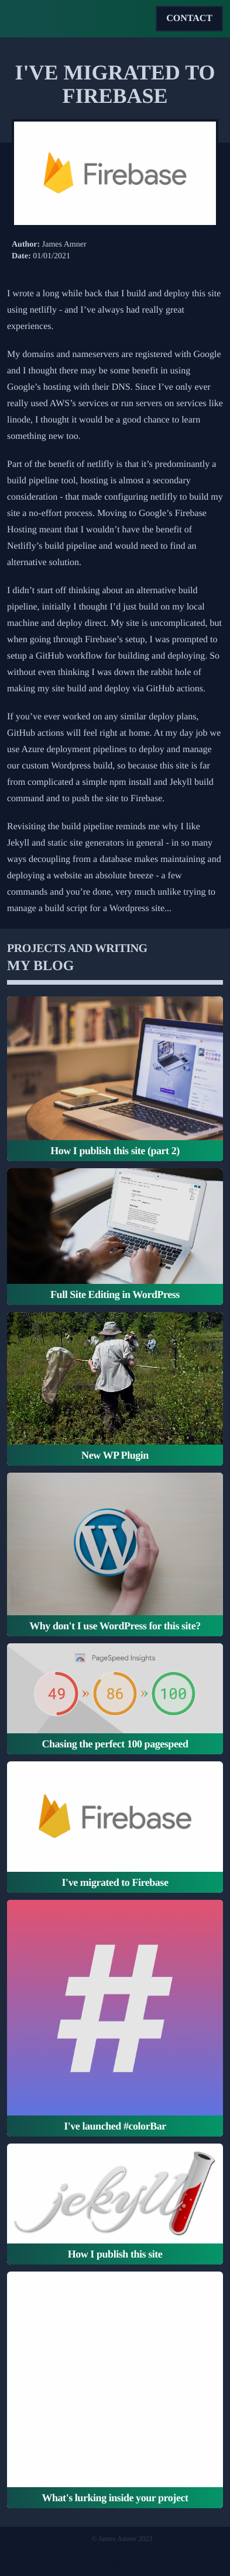 CONTACT
I'VE MIGRATED TO
FIREBASE
Firebase
Author: James Amner
Date: 01/01/2021
I wrote a long while back that I build and deploy this site
using netlify - and I've always had really great
experiences.
My domains and nameservers are registered with Google
and I thought there may be some benefit in using
Google's hosting with their DNS. Since I've only ever
really used AWS's services or run servers on services like
linode, I thought it would be a good chance to learn
something new too.
Part of the benefit of netlify is that it's predominantly a
build pipeline tool, hosting is almost a secondary
consideration - that made configuring netlify to build my
site a no-effort process. Moving to Google's Firebase
Hosting meant that I wouldn't have the benefit of
Netlify's build pipeline and would need to find an
alternative solution.
I didn't start off thinking about an alternative build
pipeline, initially I thought I'd just build on my local
machine and deploy direct. My site is uncomplicated, but
when going through Firebase's setup, I was prompted to
setup a GitHub workflow for building and deploying. So
without even thinking I was down the rabbit hole of
making my site build and deploy via GitHub actions.
If you've ever worked on any similar deploy plans,
GitHub actions will feel right at home. At my day job we
use Azure deployment pipelines to deploy and manage
our custom Wordpress build, so because this site is far
from complicated a simple npm install and Jekyll build
command and to push the site to Firebase.
Revisiting the build pipeline reminds me why I like
Jekyll and static site generators in general - in so many
ways decoupling from a database makes maintaining and
deploying a website an absolute breeze - a few
commands and you're done, very much unlike trying to
manage a build script for a Wordpress site...
PROJECTS AND WRITING
MY BLOG
How I publish this site (part 2)
Full Site Editing in WordPress
New WP Plugin
Why don't I use WordPress for this site?
PageSpeed Insights
49 » 86 » 100
Chasing the perfect 100 pagespeed
Firebase
I've migrated to Firebase
#
I've launched #colorBar
jekyll
How I publish this site
What's lurking inside your project
© James Amner 2023